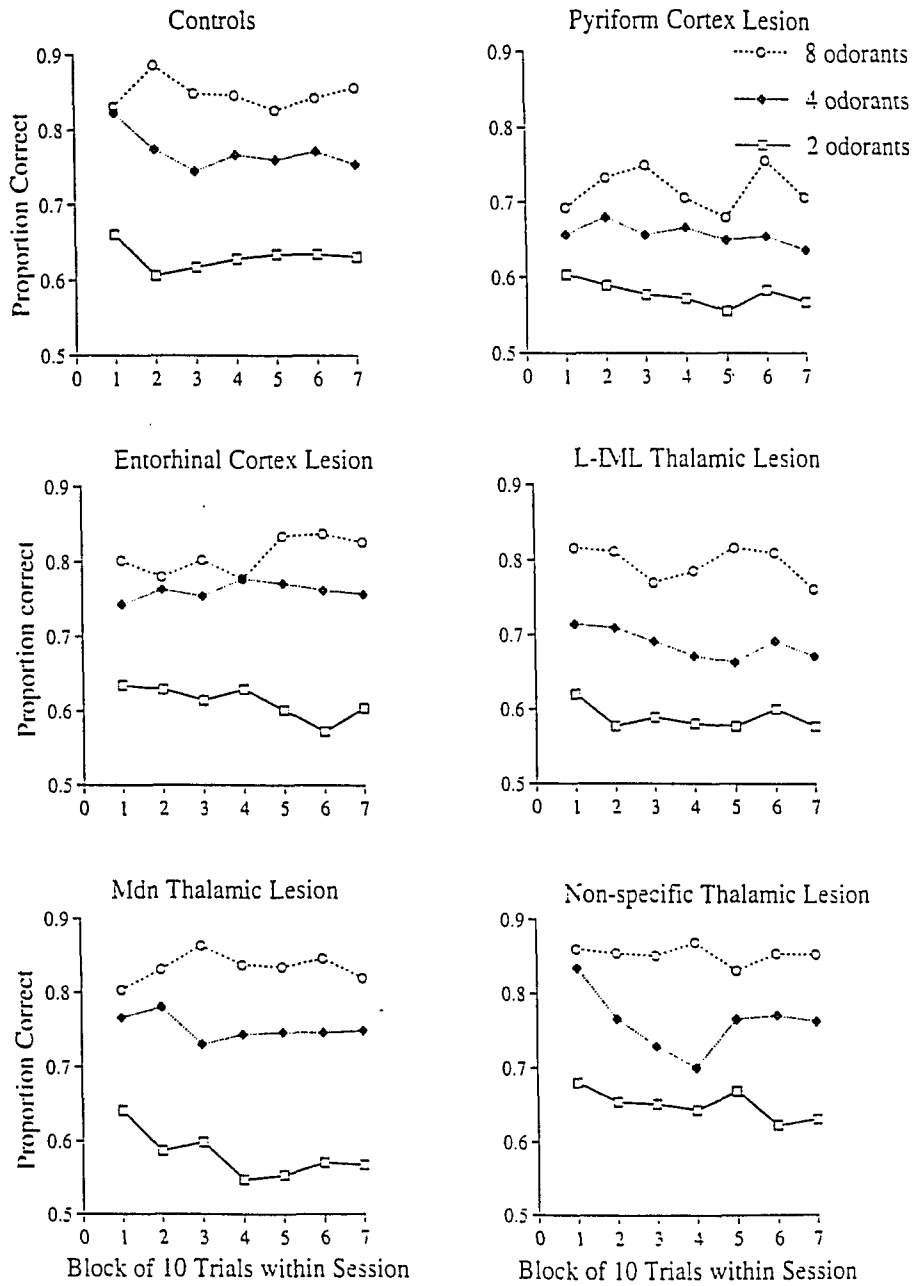 Controls
Pyriform Cortex Lesion
8 odorants
4 odorants
2 odorants
Proportion Correct
0.9
0.8
0.7
0.6
0.5
0 1 2 3 4 5 6 7
0.9
0.8
0.7
0.6
0.5
0 1 2 3 4 5 6 7
Entorhinal Cortex Lesion
L-IML Thalamic Lesion
Proportion correct
0.9
0.8
0.7
0.6
0.5
0 1 2 3 4 5 6 7
0.9
0.8
0.7
0.6
0.5
0 1 2 3 4 5 6 7
Mdn Thalamic Lesion
Non-specific Thalamic Lesion
Proportion Correct
0.9
0.8
0.7
0.6
0.5
0 1 2 3 4 5 6 7
Block of 10 Trials within Session
0.9
0.8
0.7
0.6
0.5
0 1 2 3 4 5 6 7
Block of 10 Trials within Session